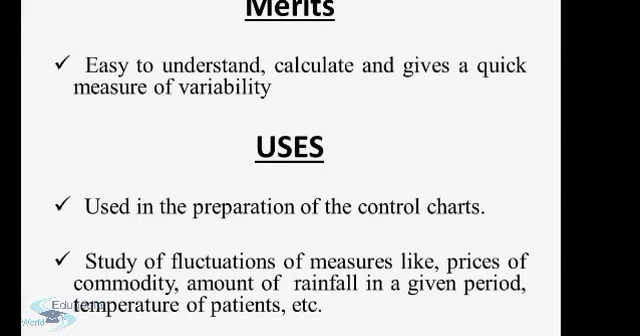 Merits
✓ Easy to understand, calculate and gives a quick
measure of variability
USES
✓ Used in the preparation of the control charts.
✓ Study of fluctuations of measures like, prices of
commodity, amount of rainfall in a given period,
temperature of patients, etc.
World